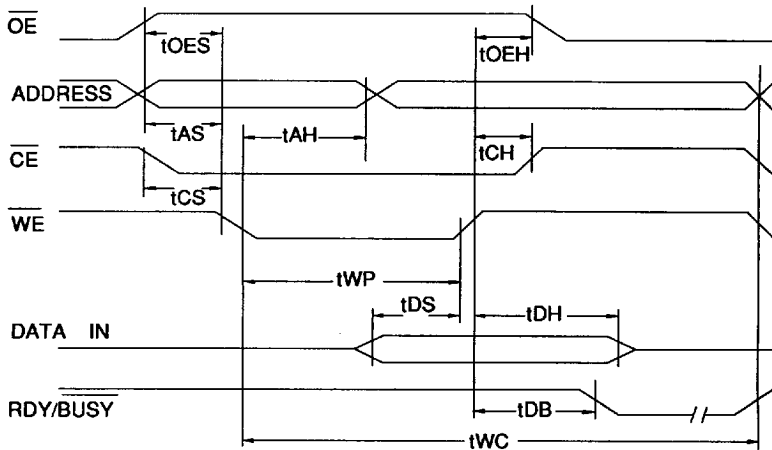 OE
tOES
tOEH
ADDRESS
tAS
tAH
tCH
CE
tCS
WE
tWP
tDS
tDH
DATA IN
RDY/BUSY
tDB
tWC